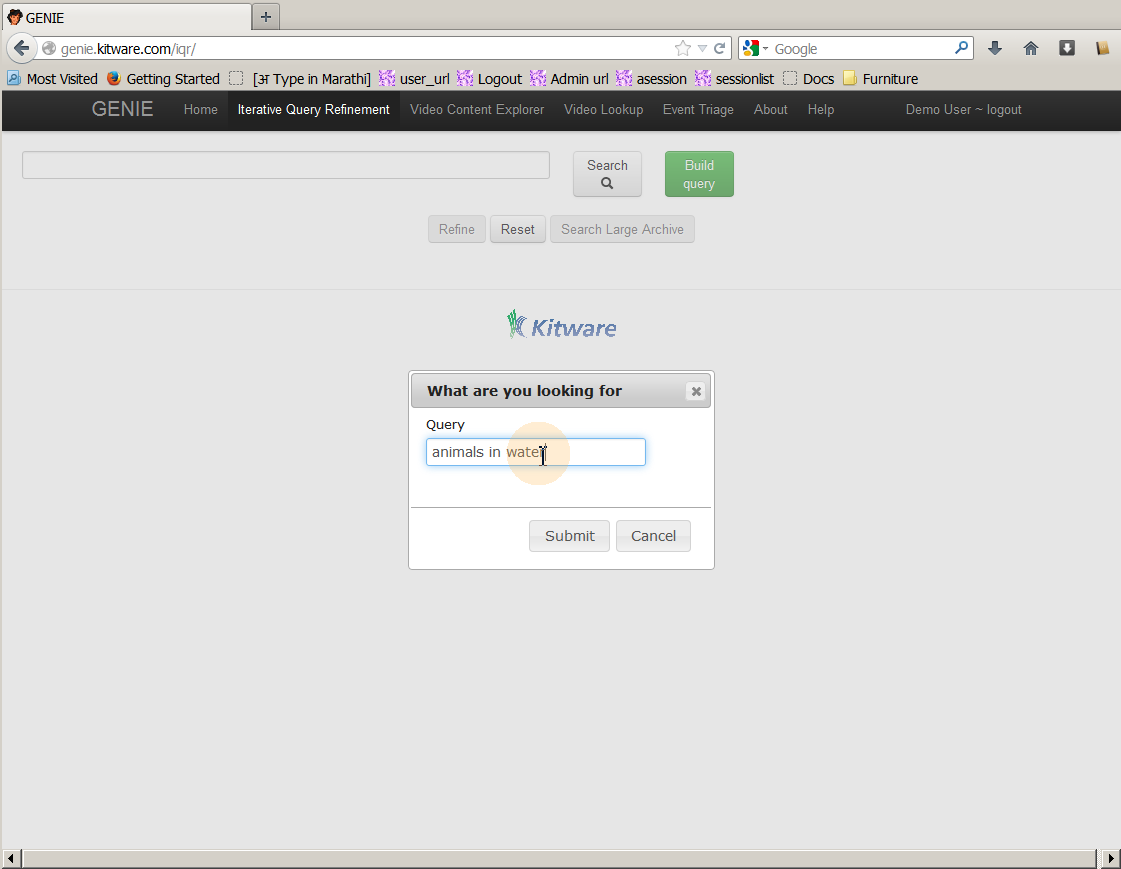 GENIE
genie.kitware.com/iqr/
Google
Most Visited Getting Started [अ Type in Marathi] user_url Logout Admin url asession sessionlist Docs Furniture
GENIE Home Iterative Query Refinement Video Content Explorer Video Lookup Event Triage About Help Demo User ~ logout
Search
Build
query
Refine Reset Search Large Archive
Kitware
What are you looking for
Query
animals in water
Submit Cancel